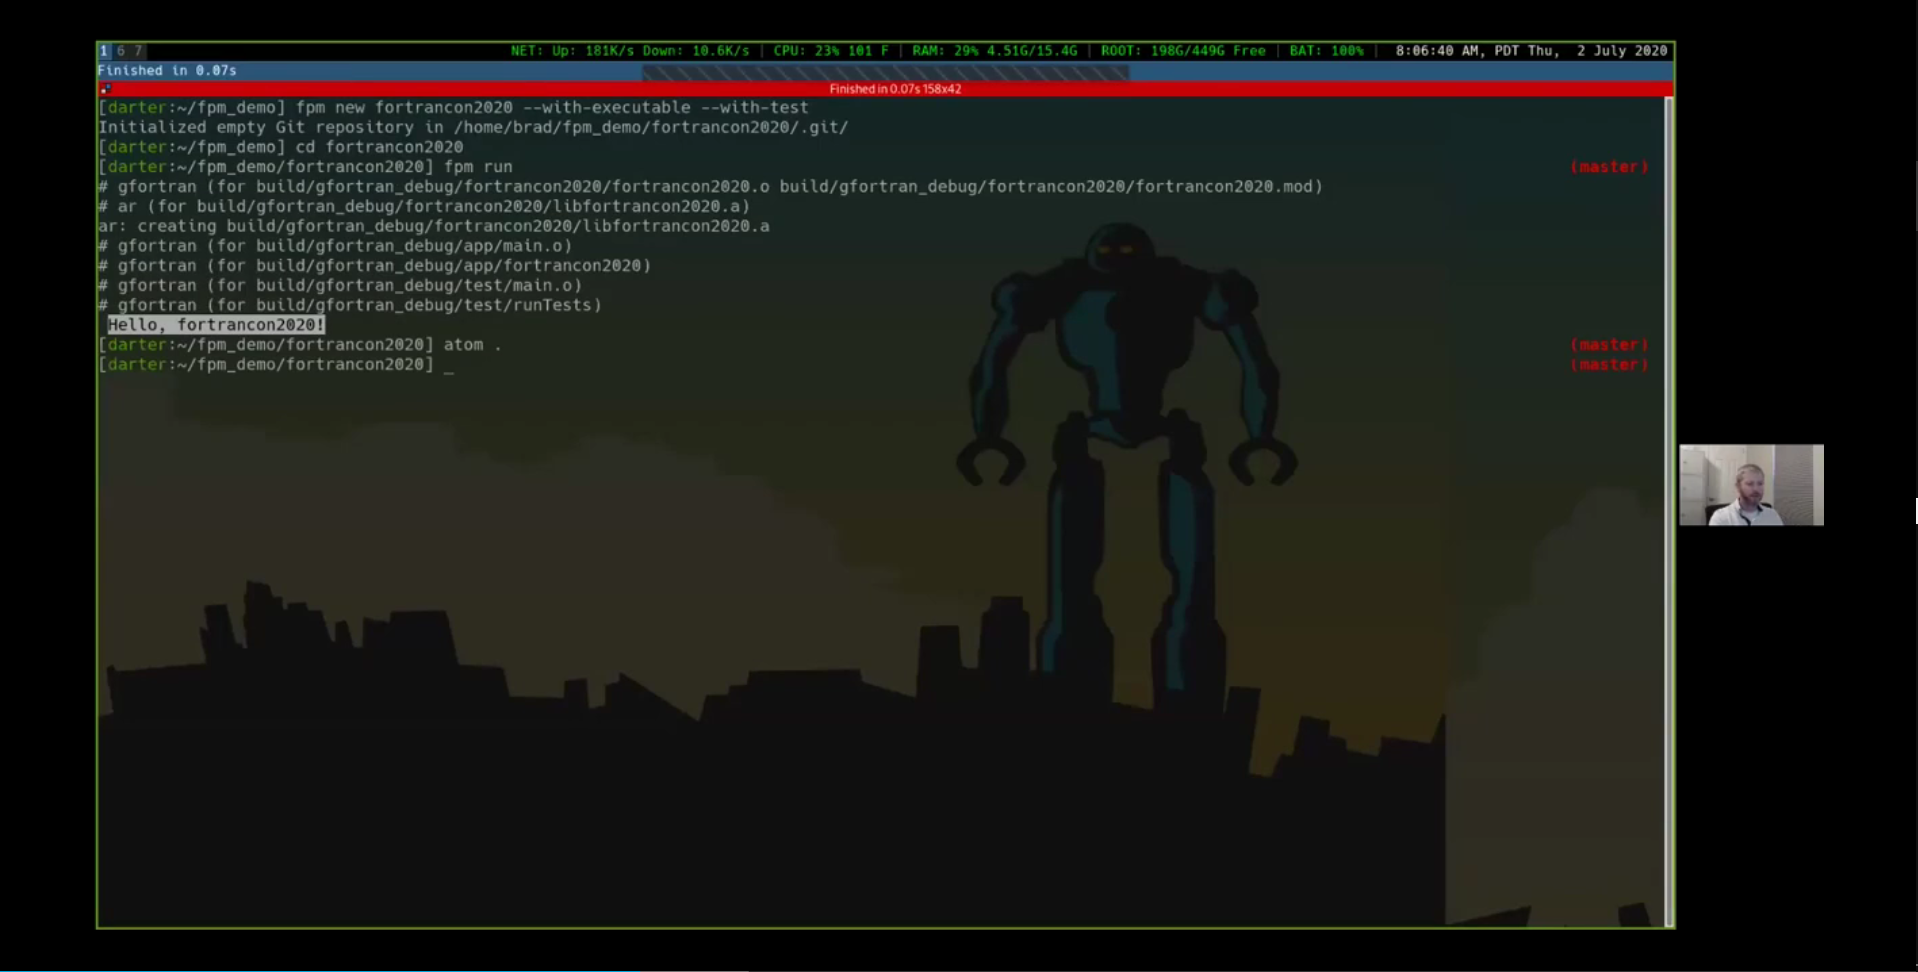 1 6 7 NET: Up: 181K/s Down: 10.6K/s | CPU: 23% 101 F | RAM: 29% 4.51G/15.4G | ROOT: 198G/449G Free | BAT: 100% | 8:06:40 AM, PDT Thu,  2 July 2020
Finished in 0.07s
Finished in 0.07s 158x42
[darter:~/fpm_demo] fpm new fortrancon2020 --with-executable --with-test
Initialized empty Git repository in /home/brad/fpm_demo/fortrancon2020/.git/
[darter:~/fpm_demo] cd fortrancon2020
[darter:~/fpm_demo/fortrancon2020] fpm run (master)
# gfortran (for build/gfortran_debug/fortrancon2020/fortrancon2020.o build/gfortran_debug/fortrancon2020/fortrancon2020.mod)
# ar (for build/gfortran_debug/fortrancon2020/libfortrancon2020.a)
ar: creating build/gfortran_debug/fortrancon2020/libfortrancon2020.a
# gfortran (for build/gfortran_debug/app/main.o)
# gfortran (for build/gfortran_debug/app/fortrancon2020)
# gfortran (for build/gfortran_debug/test/main.o)
# gfortran (for build/gfortran_debug/test/runTests)
Hello, fortrancon2020!
[darter:~/fpm_demo/fortrancon2020] atom . (master)
[darter:~/fpm_demo/fortrancon2020] _ (master)